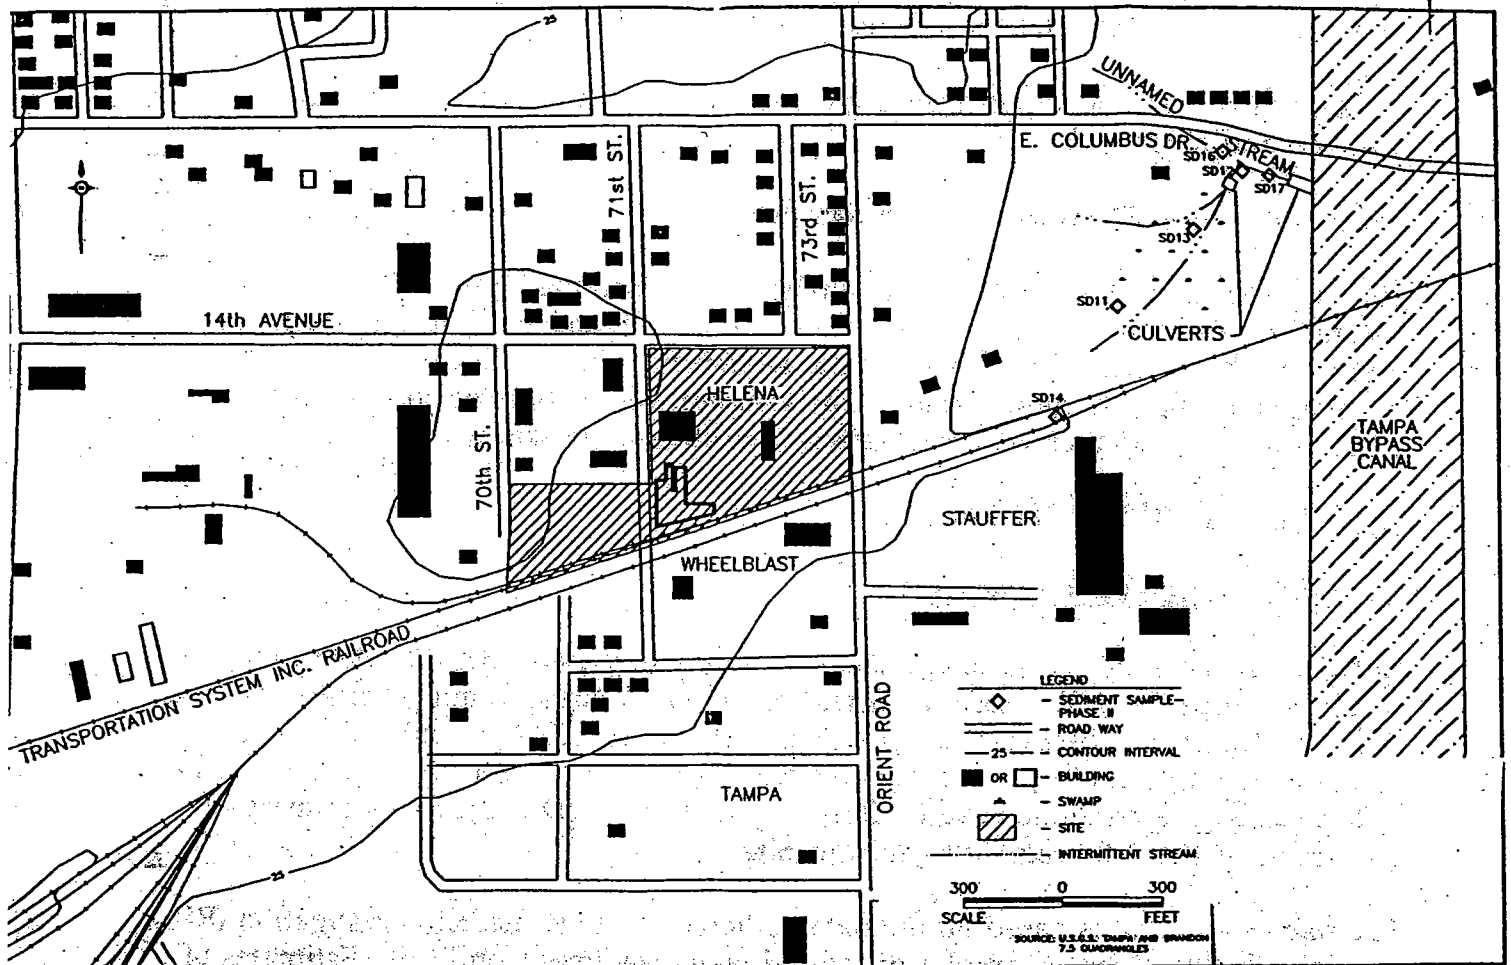 25
UNNAMED
STREAM
E. COLUMBUS DR.
SD16
SD12
SD17
SD13
SD11
CULVERTS
71st ST.
73rd ST.
14th AVENUE
HELENA
SD14
70th ST.
TAMPA
BYPASS
CANAL
STAUFFER
WHEELBLAST
TRANSPORTATION SYSTEM INC. RAILROAD
ORIENT ROAD
TAMPA
25
LEGEND
- SEDIMENT SAMPLE-
PHASE II
- ROAD WAY
25 - CONTOUR INTERVAL
OR - BUILDING
- SWAMP
- SITE
- INTERMITTENT STREAM
300 0 300
SCALE FEET
SOURCE: U.S.G.S. TAMPA AND BRANDON
7.5 QUADRANGLES